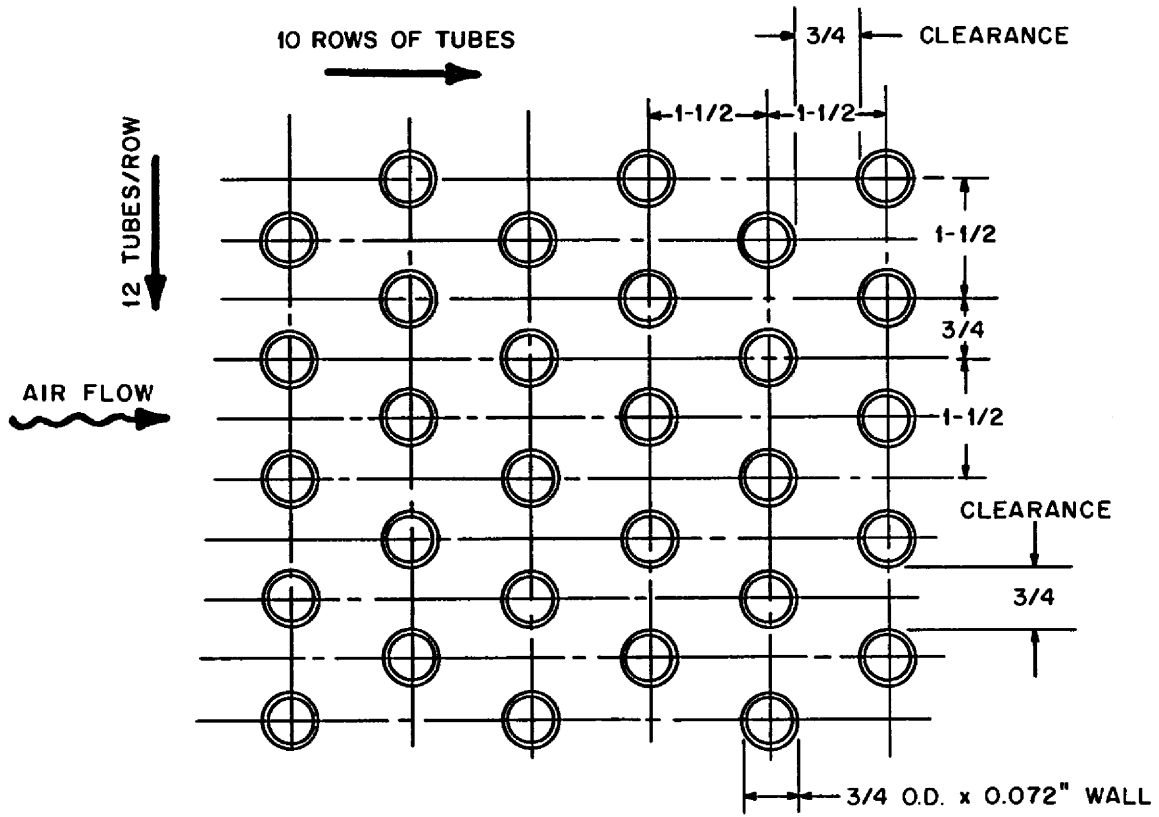 10 ROWS OF TUBES
3/4 CLEARANCE
1-1/2 1-1/2
12 TUBES/ROW
1-1/2
3/4
AIR FLOW
1-1/2
CLEARANCE
3/4
3/4 O.D. x 0.072" WALL